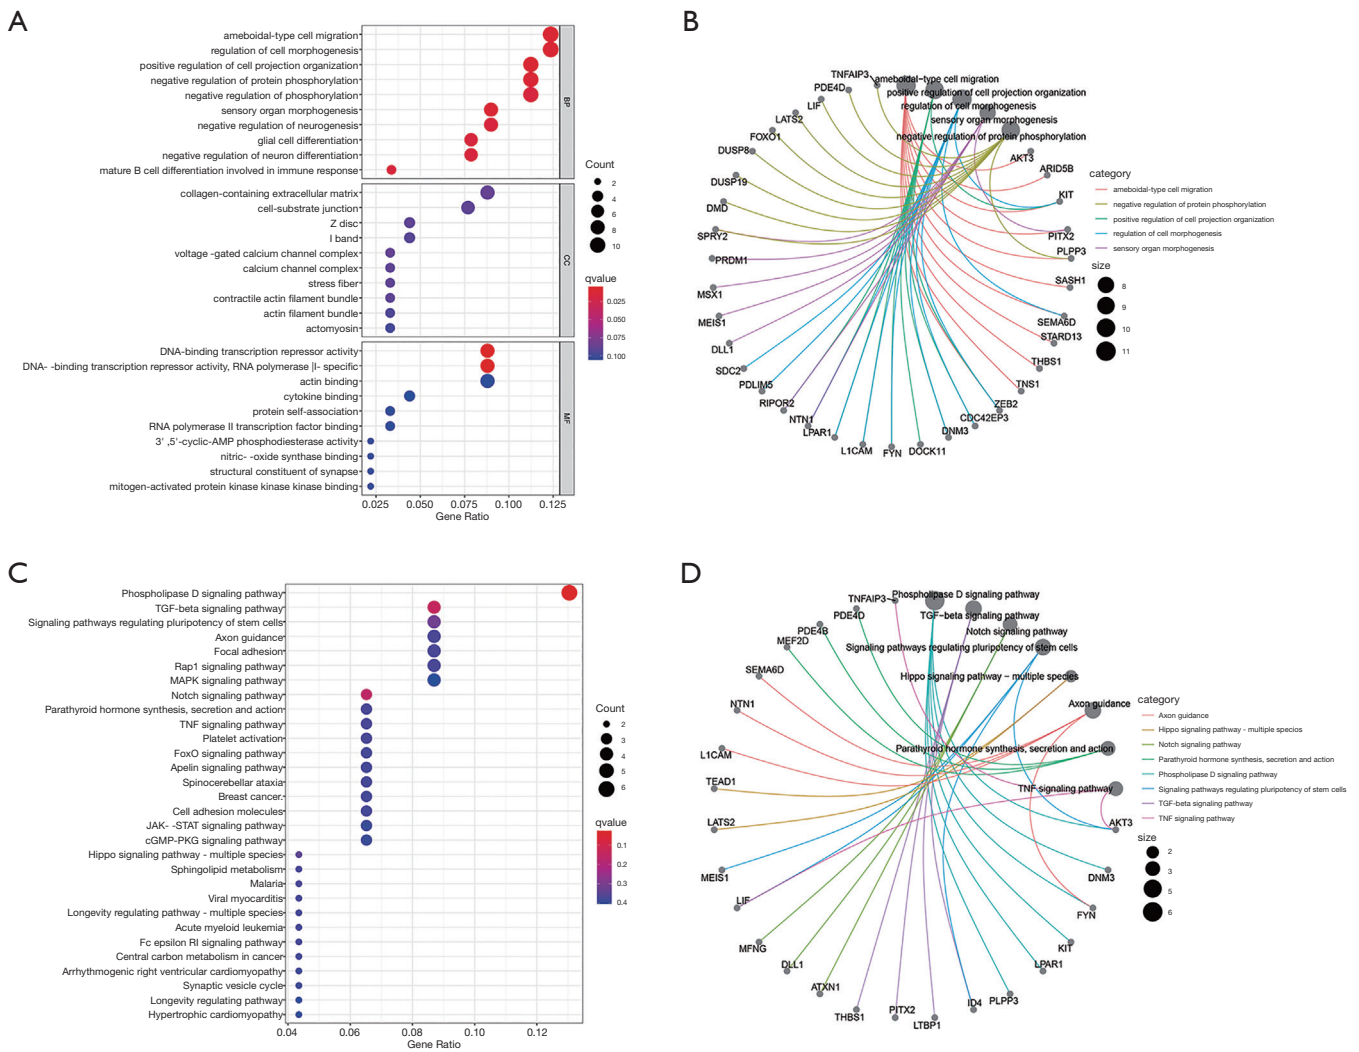 A
ameboidal-type cell migration
regulation of cell morphogenesis
positive regulation of cell projection organization
negative regulation of protein phosphorylation
negative regulation of phosphorylation
sensory organ morphogenesis
negative regulation of neurogenesis
glial cell differentiation
negative regulation of neuron differentiation
mature B cell differentiation involved in immune response
BP
collagen-containing extracellular matrix
cell-substrate junction
Z disc
I band
voltage -gated calcium channel complex
calcium channel complex
stress fiber
contractile actin filament bundle
actin filament bundle
actomyosin
CC
DNA-binding transcription repressor activity
DNA- -binding transcription repressor activity, RNA polymerase |I- specific
actin binding
cytokine binding
protein self-association
RNA polymerase II transcription factor binding
3' ,5'-cyclic-AMP phosphodiesterase activity
nitric- -oxide synthase binding
structural constituent of synapse
mitogen-activated protein kinase kinase kinase binding
MF
0.025 0.050 0.075 0.100 0.125
Gene Ratio
Count
2
4
6
8
10
qvalue
0.025
0.050
0.075
0.100
B
TNFAIP3
ameboidal-type cell migration
PDE4D
positive regulation of cell projection organization
LIF
regulation of cell morphogenesis
LATS2
sensory organ morphogenesis
FOXO1
negative regulation of protein phosphorylation
DUSP8
AKT3
DUSP19
ARID5B
DMD
KIT
SPRY2
PITX2
PRDM1
PLPP3
MSX1
SASH1
MEIS1
SEMA6D
DLL1
STARD13
SDC2
THBS1
PDLIM5
TNS1
RIPOR2
ZEB2
NTN1
CDC42EP3
LPAR1
DNM3
L1CAM
FYN
DOCK11
category
ameboidal-type cell migration
negative regulation of protein phosphorylation
positive regulation of cell projection organization
regulation of cell morphogenesis
sensory organ morphogenesis
size
8
9
10
11
C
Phospholipase D signaling pathway
TGF-beta signaling pathway
Signaling pathways regulating pluripotency of stem cells
Axon guidance
Focal adhesion
Rap1 signaling pathway
MAPK signaling pathway
Notch signaling pathway
Parathyroid hormone synthesis, secretion and action
TNF signaling pathway
Platelet activation
FoxO signaling pathway
Apelin signaling pathway
Spinocerebellar ataxia
Breast cancer
Cell adhesion molecules
JAK- -STAT signaling pathway
cGMP-PKG signaling pathway
Hippo signaling pathway - multiple species
Sphingolipid metabolism
Malaria
Viral myocarditis
Longevity regulating pathway - multiple species
Acute myeloid leukemia
Fc epsilon RI signaling pathway
Central carbon metabolism in cancer
Arrhythmogenic right ventricular cardiomyopathy
Synaptic vesicle cycle
Longevity regulating pathway
Hypertrophic cardiomyopathy
0.04 0.06 0.08 0.10 0.12
Gene Ratio
Count
2
3
4
5
6
qvalue
0.1
0.2
0.3
0.4
D
TNFAIP3
Phospholipase D signaling pathway
PDE4D
TGF-beta signaling pathway
PDE4B
Notch signaling pathway
MEF2D
Signaling pathways regulating pluripotency of stem cells
SEMA6D
Hippo signaling pathway – multiple species
NTN1
Axon guidance
L1CAM
Parathyroid hormone synthesis, secretion and action
TEAD1
TNF signaling pathway
LATS2
AKT3
MEIS1
DNM3
LIF
FYN
MFNG
KIT
DLL1
LPAR1
ATXN1
PLPP3
THBS1
PITX2
LTBP1
ID4
category
Axon guidance
Hippo signaling pathway - multiple specios
Notch signaling pathway
Parathyroid hormone synthesis, secretion and action
Phospholipase D signaling pathway
Signaling pathways regulating pluripotency of stem cells
TGF-beta signaling pathway
TNF signaling pathway
size
2
3
5
6